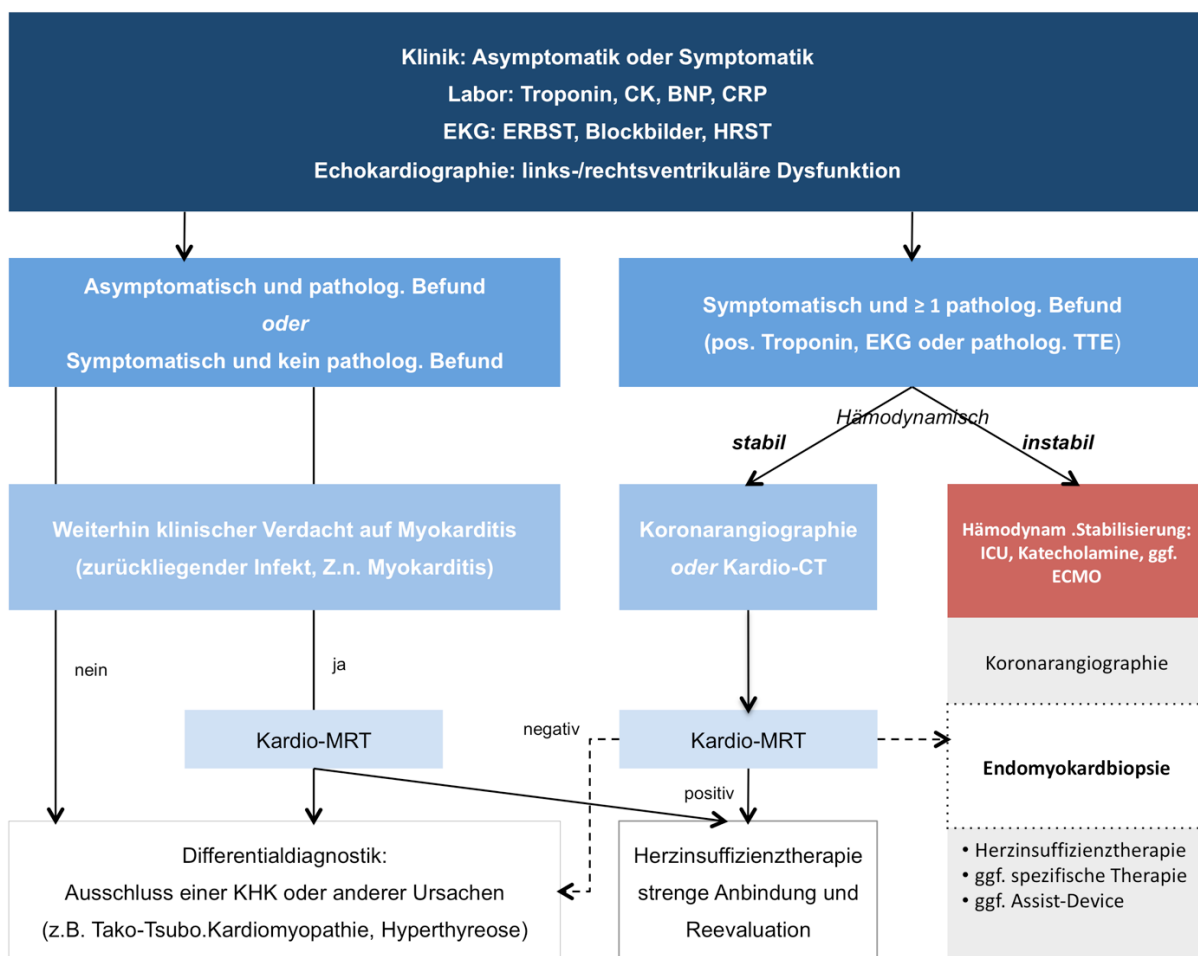 Klinik: Asymptomatik oder Symptomatik
Labor: Troponin, CK, BNP, CRP
EKG: ERBST, Blockbilder, HRST
Echokardiographie: links-/rechtsventrikuläre Dysfunktion
Asymptomatisch und patholog. Befund
oder
Symptomatisch und kein patholog. Befund
Symptomatisch und ≥ 1 patholog. Befund
(pos. Troponin, EKG oder patholog. TTE)
Hämodynamisch
stabil
instabil
Weiterhin klinischer Verdacht auf Myokarditis
(zurückliegender Infekt, Z.n. Myokarditis)
Koronarangiographie
oder Kardio-CT
Hämodynam .Stabilisierung:
ICU, Katecholamine, ggf.
ECMO
nein
ja
Koronarangiographie
Kardio-MRT
negativ
Kardio-MRT
positiv
Endomyokardbiopsie
Differentialdiagnostik:
Ausschluss einer KHK oder anderer Ursachen
(z.B. Tako-Tsubo.Kardiomyopathie, Hyperthyreose)
Herzinsuffizienztherapie
strenge Anbindung und
Reevaluation
• Herzinsuffizienztherapie
• ggf. spezifische Therapie
• ggf. Assist-Device